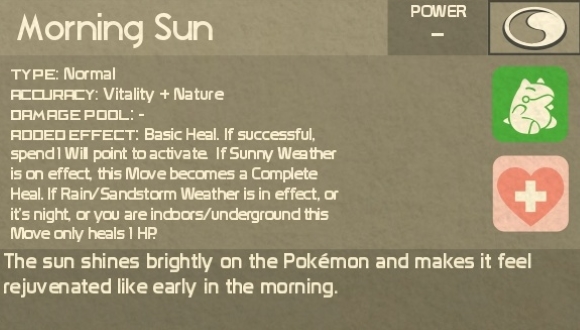 Morning Sun
POWER
–
TYPE: Normal
ACCURACY: Vitality + Nature
DAMAGE POOL: -
ADDED EFFECT: Basic Heal. If successful,
spend 1 Will point to activate. If Sunny Weather
is on effect, this Move becomes a Complete
Heal. If Rain/Sandstorm Weather is in effect, or
it's night, or you are indoors/underground this
Move only heals 1 HP.
The sun shines brightly on the Pokémon and makes it feel
rejuvenated like early in the morning.